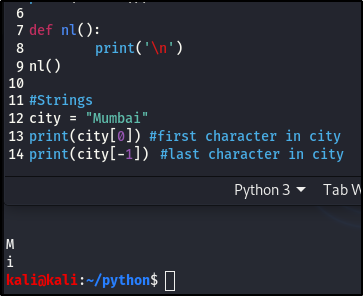 6
7 def nl():
8         print('\n')
9 nl()
10
11 #Strings
12 city = "Mumbai"
13 print(city[0]) #first character in city
14 print(city[-1]) #last character in city
Python 3 Tab W
M
i
kali@kali:~/python$